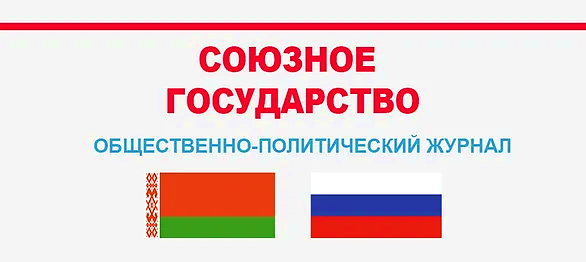 СОЮЗНОЕ
ГОСУДАРСТВО
ОБЩЕСТВЕННО-ПОЛИТИЧЕСКИЙ ЖУРНАЛ